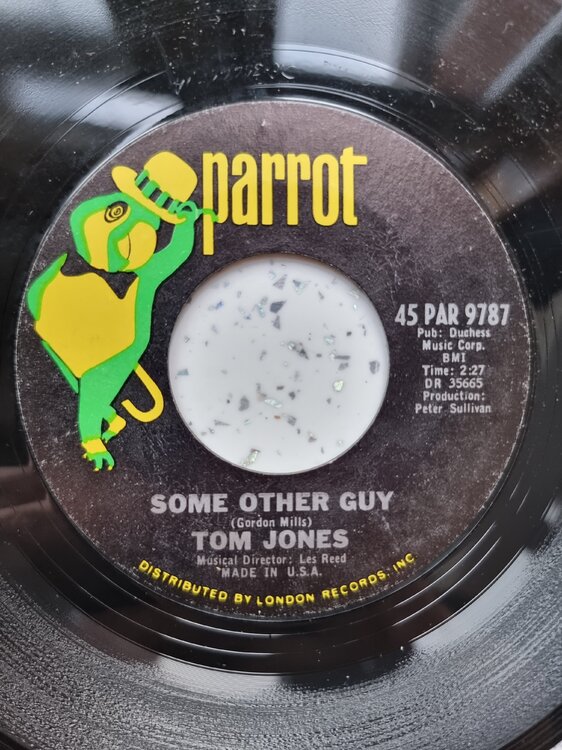 parrot
45 PAR 9787
Pub: Duchess
Music Corp.
BMI
Time: 2:27
DR 35665
Production:
Peter Sullivan
SOME OTHER GUY
(Gordon Mills)
TOM JONES
Musical Director: Les Reed
MADE IN U.S.A.
DISTRIBUTED BY LONDON RECORDS, INC